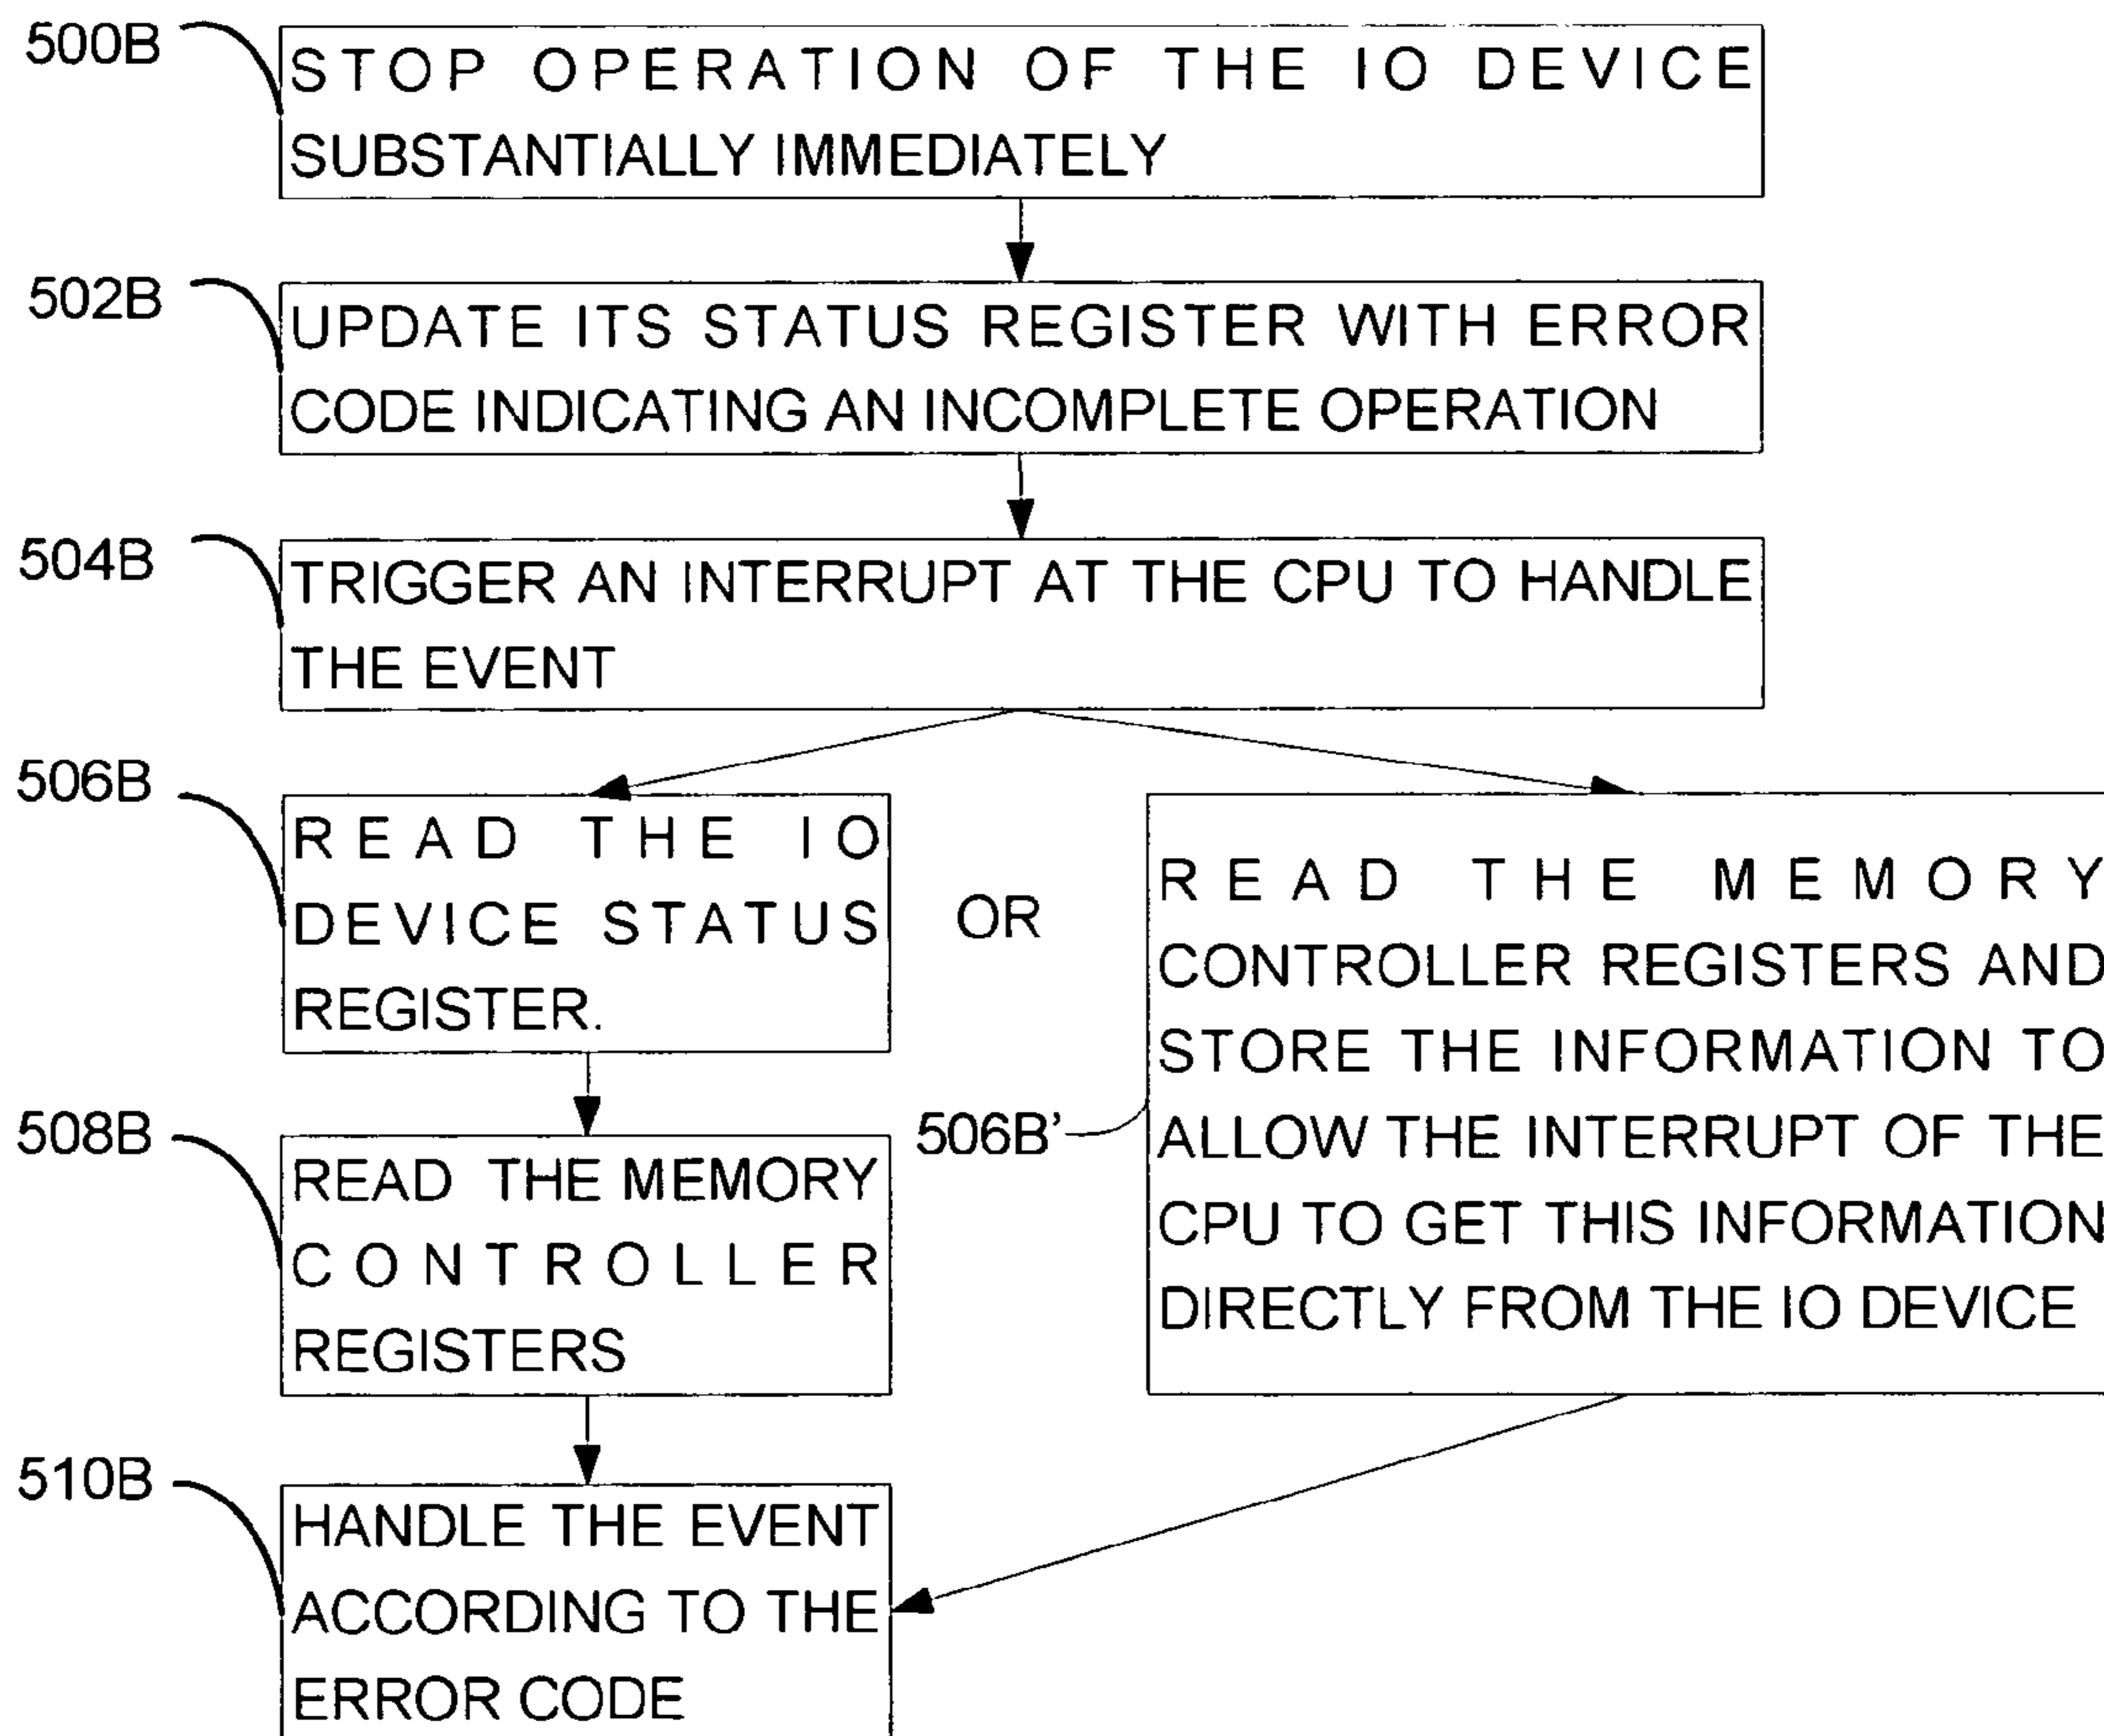 500B
STOP OPERATION OF THE IO DEVICE
SUBSTANTIALLY IMMEDIATELY
502B
UPDATE ITS STATUS REGISTER WITH ERROR
CODE INDICATING AN INCOMPLETE OPERATION
504B
TRIGGER AN INTERRUPT AT THE CPU TO HANDLE
THE EVENT
506B
READ THE IO
DEVICE STATUS
REGISTER.
OR
506B'
READ THE MEMORY
CONTROLLER REGISTERS AND
STORE THE INFORMATION TO
ALLOW THE INTERRUPT OF THE
CPU TO GET THIS INFORMATION
DIRECTLY FROM THE IO DEVICE
508B
READ THE MEMORY
CONTROLLER
REGISTERS
510B
HANDLE THE EVENT
ACCORDING TO THE
ERROR CODE